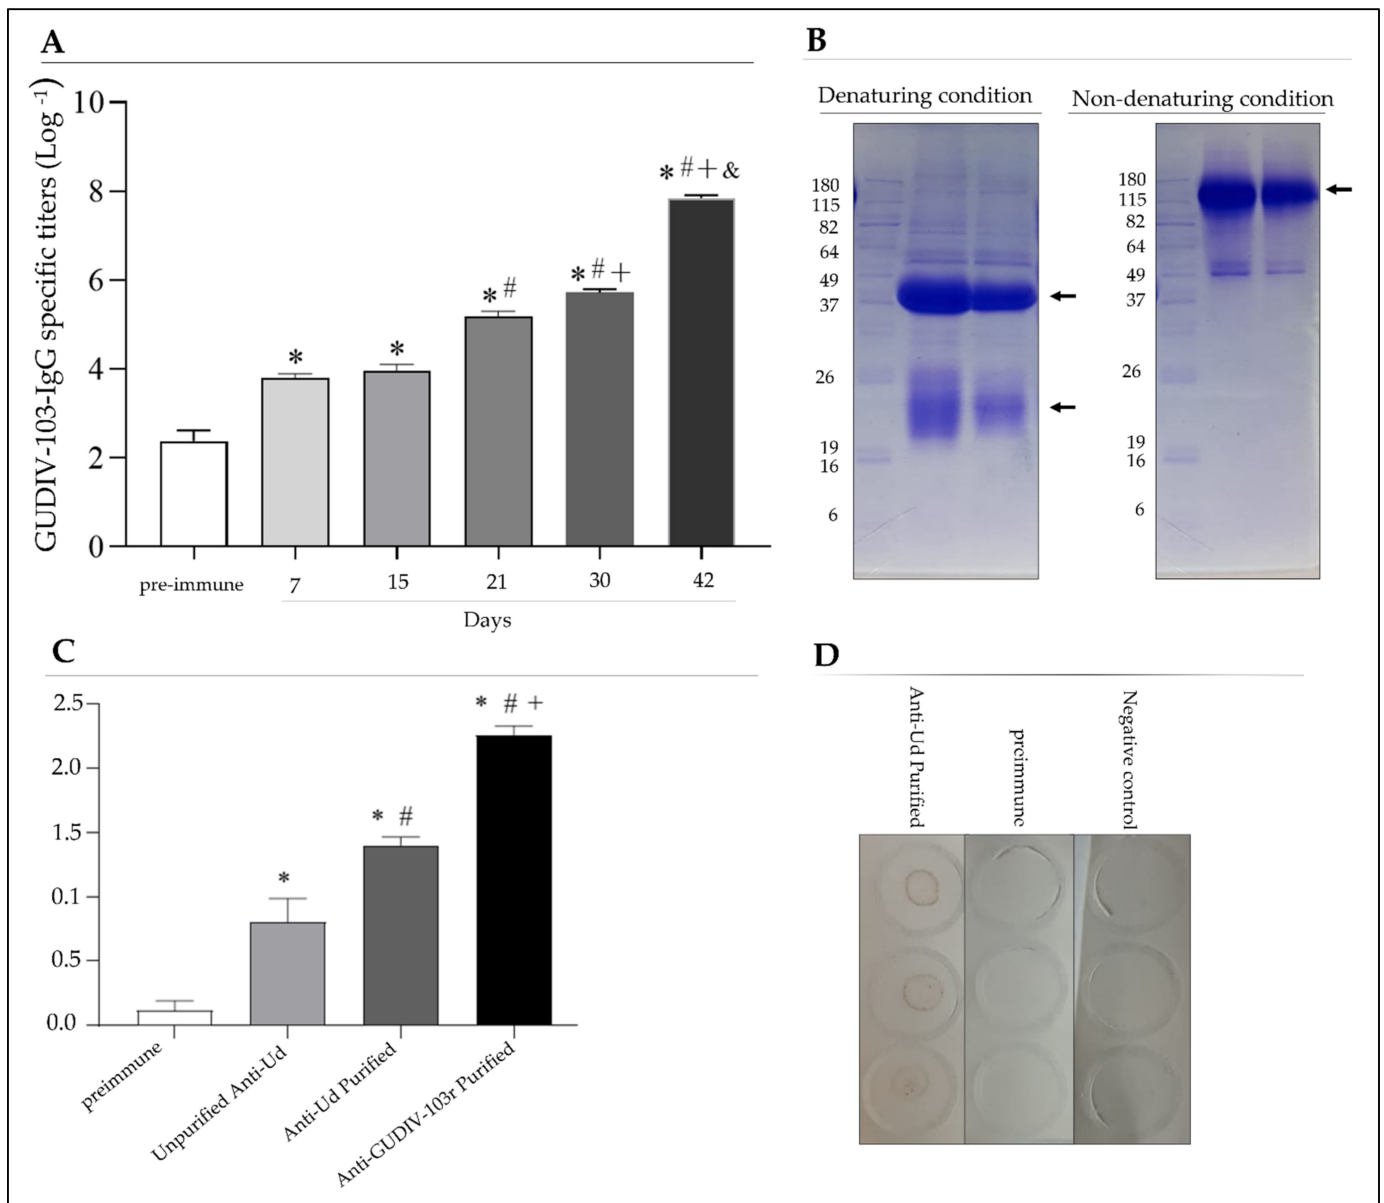 A
GUDIV-103-IgG specific titers (Log -1)
10
8
6
4
2
0
*
*
* #
* # +
* # + &
pre-immune 7 15 21 30 42
Days
B
Denaturing condition
180
115
82
64
49
37
26
19
16
6
Non-denaturing condition
180
115
82
64
49
37
26
19
16
6
C
2.5
2.0
1.5
0.1
0.5
0.0
*
* #
* # +
preimmune
Unpurified Anti-Ud
Anti-Ud Purified
Anti-GUDIV-103r Purified
D
Anti-Ud Purified
preimmune
Negative control